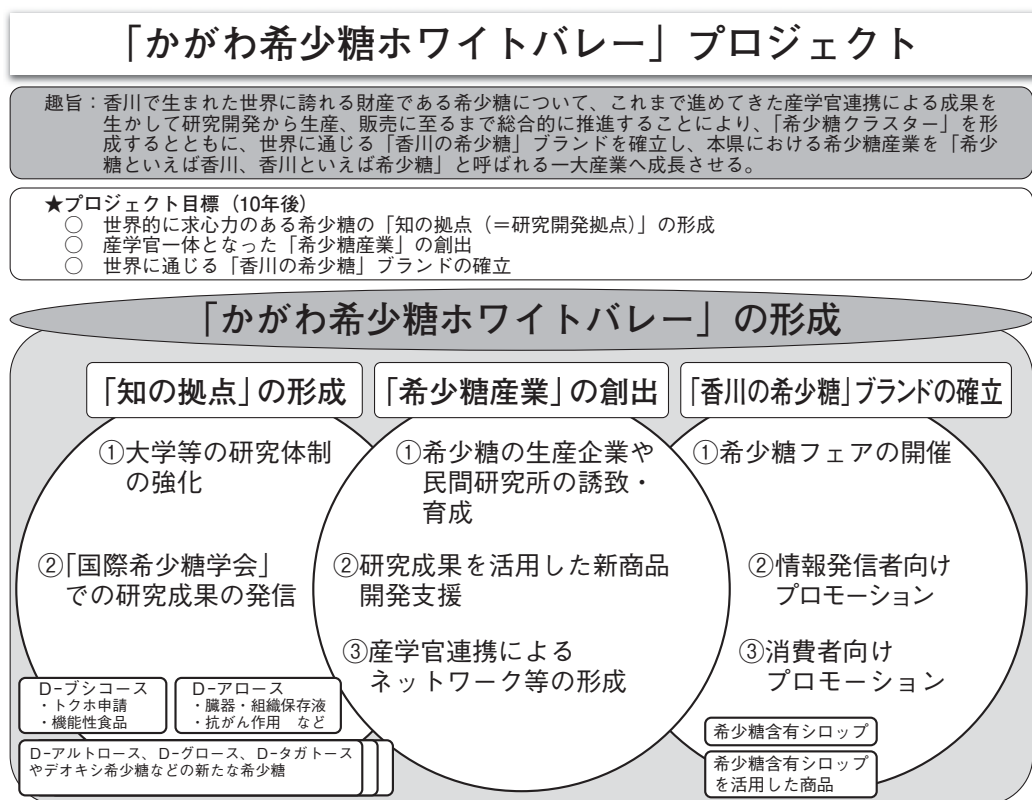 「かがわ希少糖ホワイトバレー」プロジェクト
趣旨：香川で生まれた世界に誇れる財産である希少糖について、これまで進めてきた産学官連携による成果を
生かして研究開発から生産、販売に至るまで総合的に推進することにより、「希少糖クラスター」を形
成するとともに、世界に通じる「香川の希少糖」ブランドを確立し、本県における希少糖産業を「希少
糖といえば香川、香川といえば希少糖」と呼ばれる一大産業へ成長させる。
★プロジェクト目標（10年後）
○　世界的に求心力のある希少糖の「知の拠点（＝研究開発拠点）」の形成
○　産学官一体となった「希少糖産業」の創出
○　世界に通じる「香川の希少糖」ブランドの確立
「かがわ希少糖ホワイトバレー」の形成
「知の拠点」の形成
①大学等の研究体制
の強化
②「国際希少糖学会」
での研究成果の発信
D-プシコース
・トクホ申請
・機能性食品
D-アロース
・臓器・組織保存液
・抗がん作用　など
D-アルトロース、D-グロース、D-タガトース
やデオキシ希少糖などの新たな希少糖
「希少糖産業」の創出
①希少糖の生産企業や
民間研究所の誘致・
育成
②研究成果を活用した新商品
開発支援
③産学官連携による
ネットワーク等の形成
「香川の希少糖」ブランドの確立
①希少糖フェアの開催
②情報発信者向け
プロモーション
③消費者向け
プロモーション
希少糖含有シロップ
希少糖含有シロップ
を活用した商品